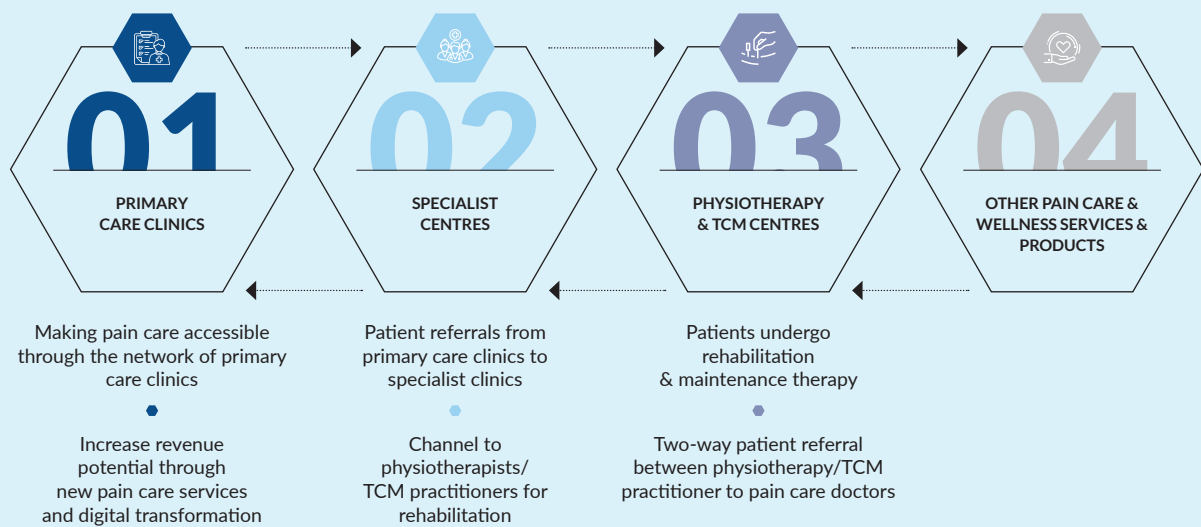 01
PRIMARY
CARE CLINICS
02
SPECIALIST
CENTRES
03
PHYSIOTHERAPY
& TCM CENTRES
04
OTHER PAIN CARE &
WELLNESS SERVICES &
PRODUCTS
Making pain care accessible
through the network of primary
care clinics
Increase revenue
potential through
new pain care services
and digital transformation
Patient referrals from
primary care clinics to
specialist clinics
Channel to
physiotherapists/
TCM practitioners for
rehabilitation
Patients undergo
rehabilitation
& maintenance therapy
Two-way patient referral
between physiotherapy/TCM
practitioner to pain care doctors